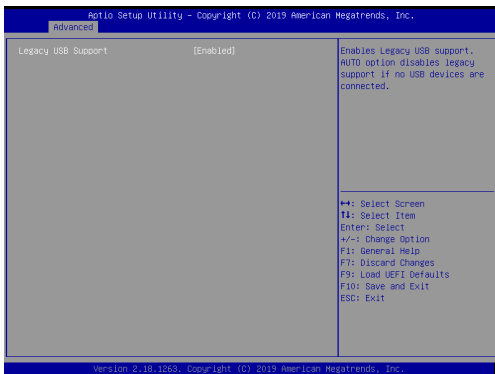 Aptio Setup Utility – Copyright (C) 2019 American Megatrends, Inc.
Advanced
Legacy USB Support [Enabled]
Enables Legacy USB support.
AUTO option disables legacy
support if no USB devices are
connected.
↔: Select Screen
↑↓: Select Item
Enter: Select
+/-: Change Option
F1: General Help
F7: Discard Changes
F9: Load UEFI Defaults
F10: Save and Exit
ESC: Exit
Version 2.18.1263. Copyright (C) 2019 American Megatrends, Inc.